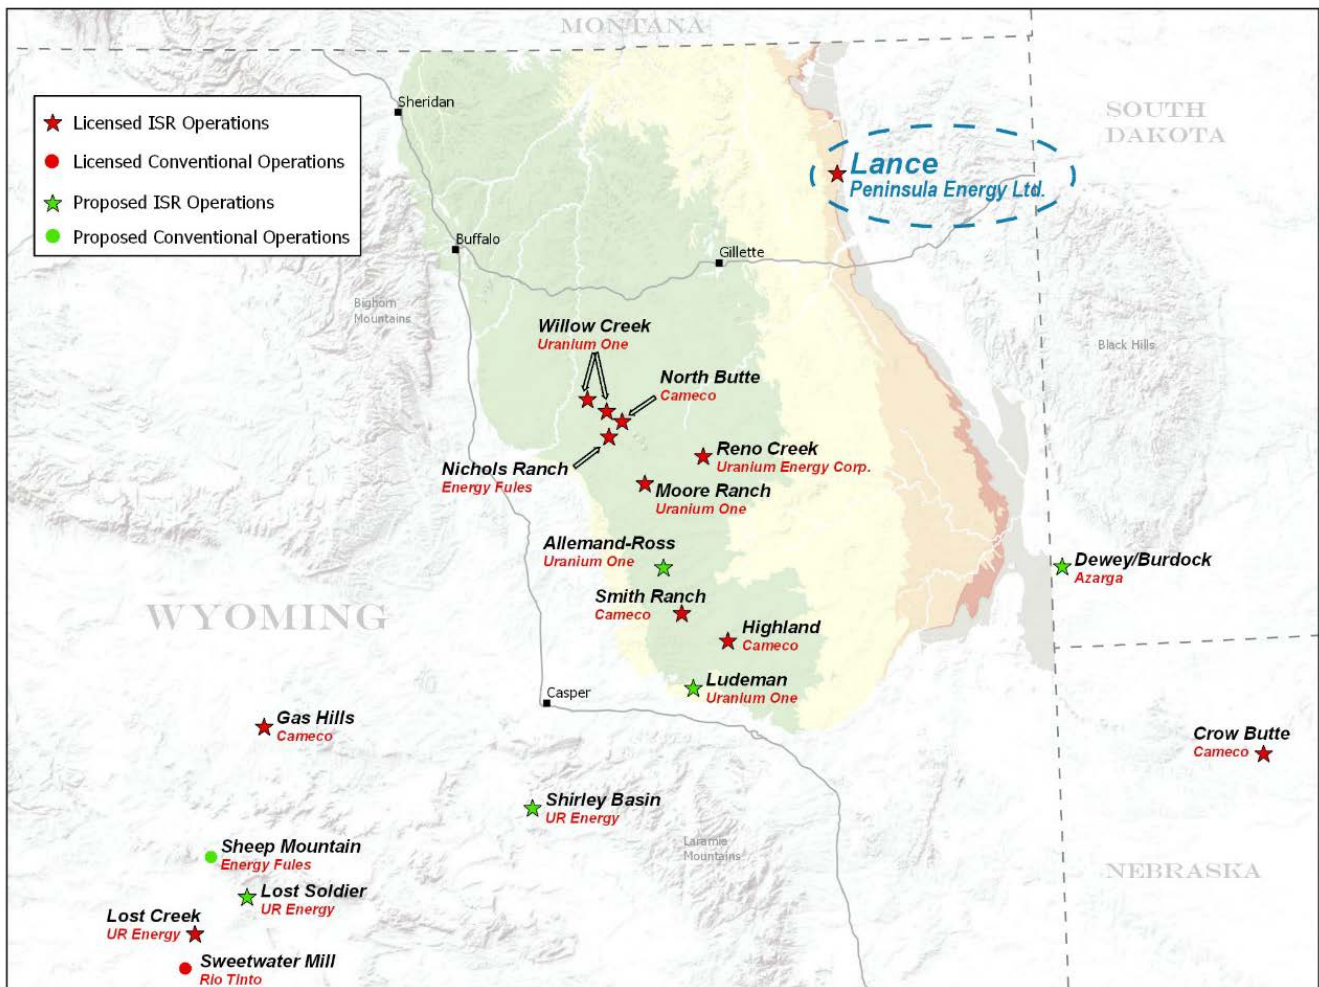 MONTANA
Sheridan
SOUTH
DAKOTA
Licensed ISR Operations
Licensed Conventional Operations
Proposed ISR Operations
Proposed Conventional Operations
Lance
Peninsula Energy Ltd.
Buffalo
Gillette
Bighorn
Mountains
Willow Creek
Uranium One
Black Hills
North Butte
Cameco
Reno Creek
Uranium Energy Corp.
Nichols Ranch
Energy Fules
Moore Ranch
Uranium One
Allemand-Ross
Uranium One
Dewey/Burdock
Azarga
WYOMING
Smith Ranch
Cameco
Highland
Cameco
Ludeman
Uranium One
Casper
Gas Hills
Cameco
Crow Butte
Cameco
Shirley Basin
UR Energy
Laramie
Mountains
Sheep Mountain
Energy Fules
NEBRASKA
Lost Soldier
UR Energy
Lost Creek
UR Energy
Sweetwater Mill
Rio Tinto